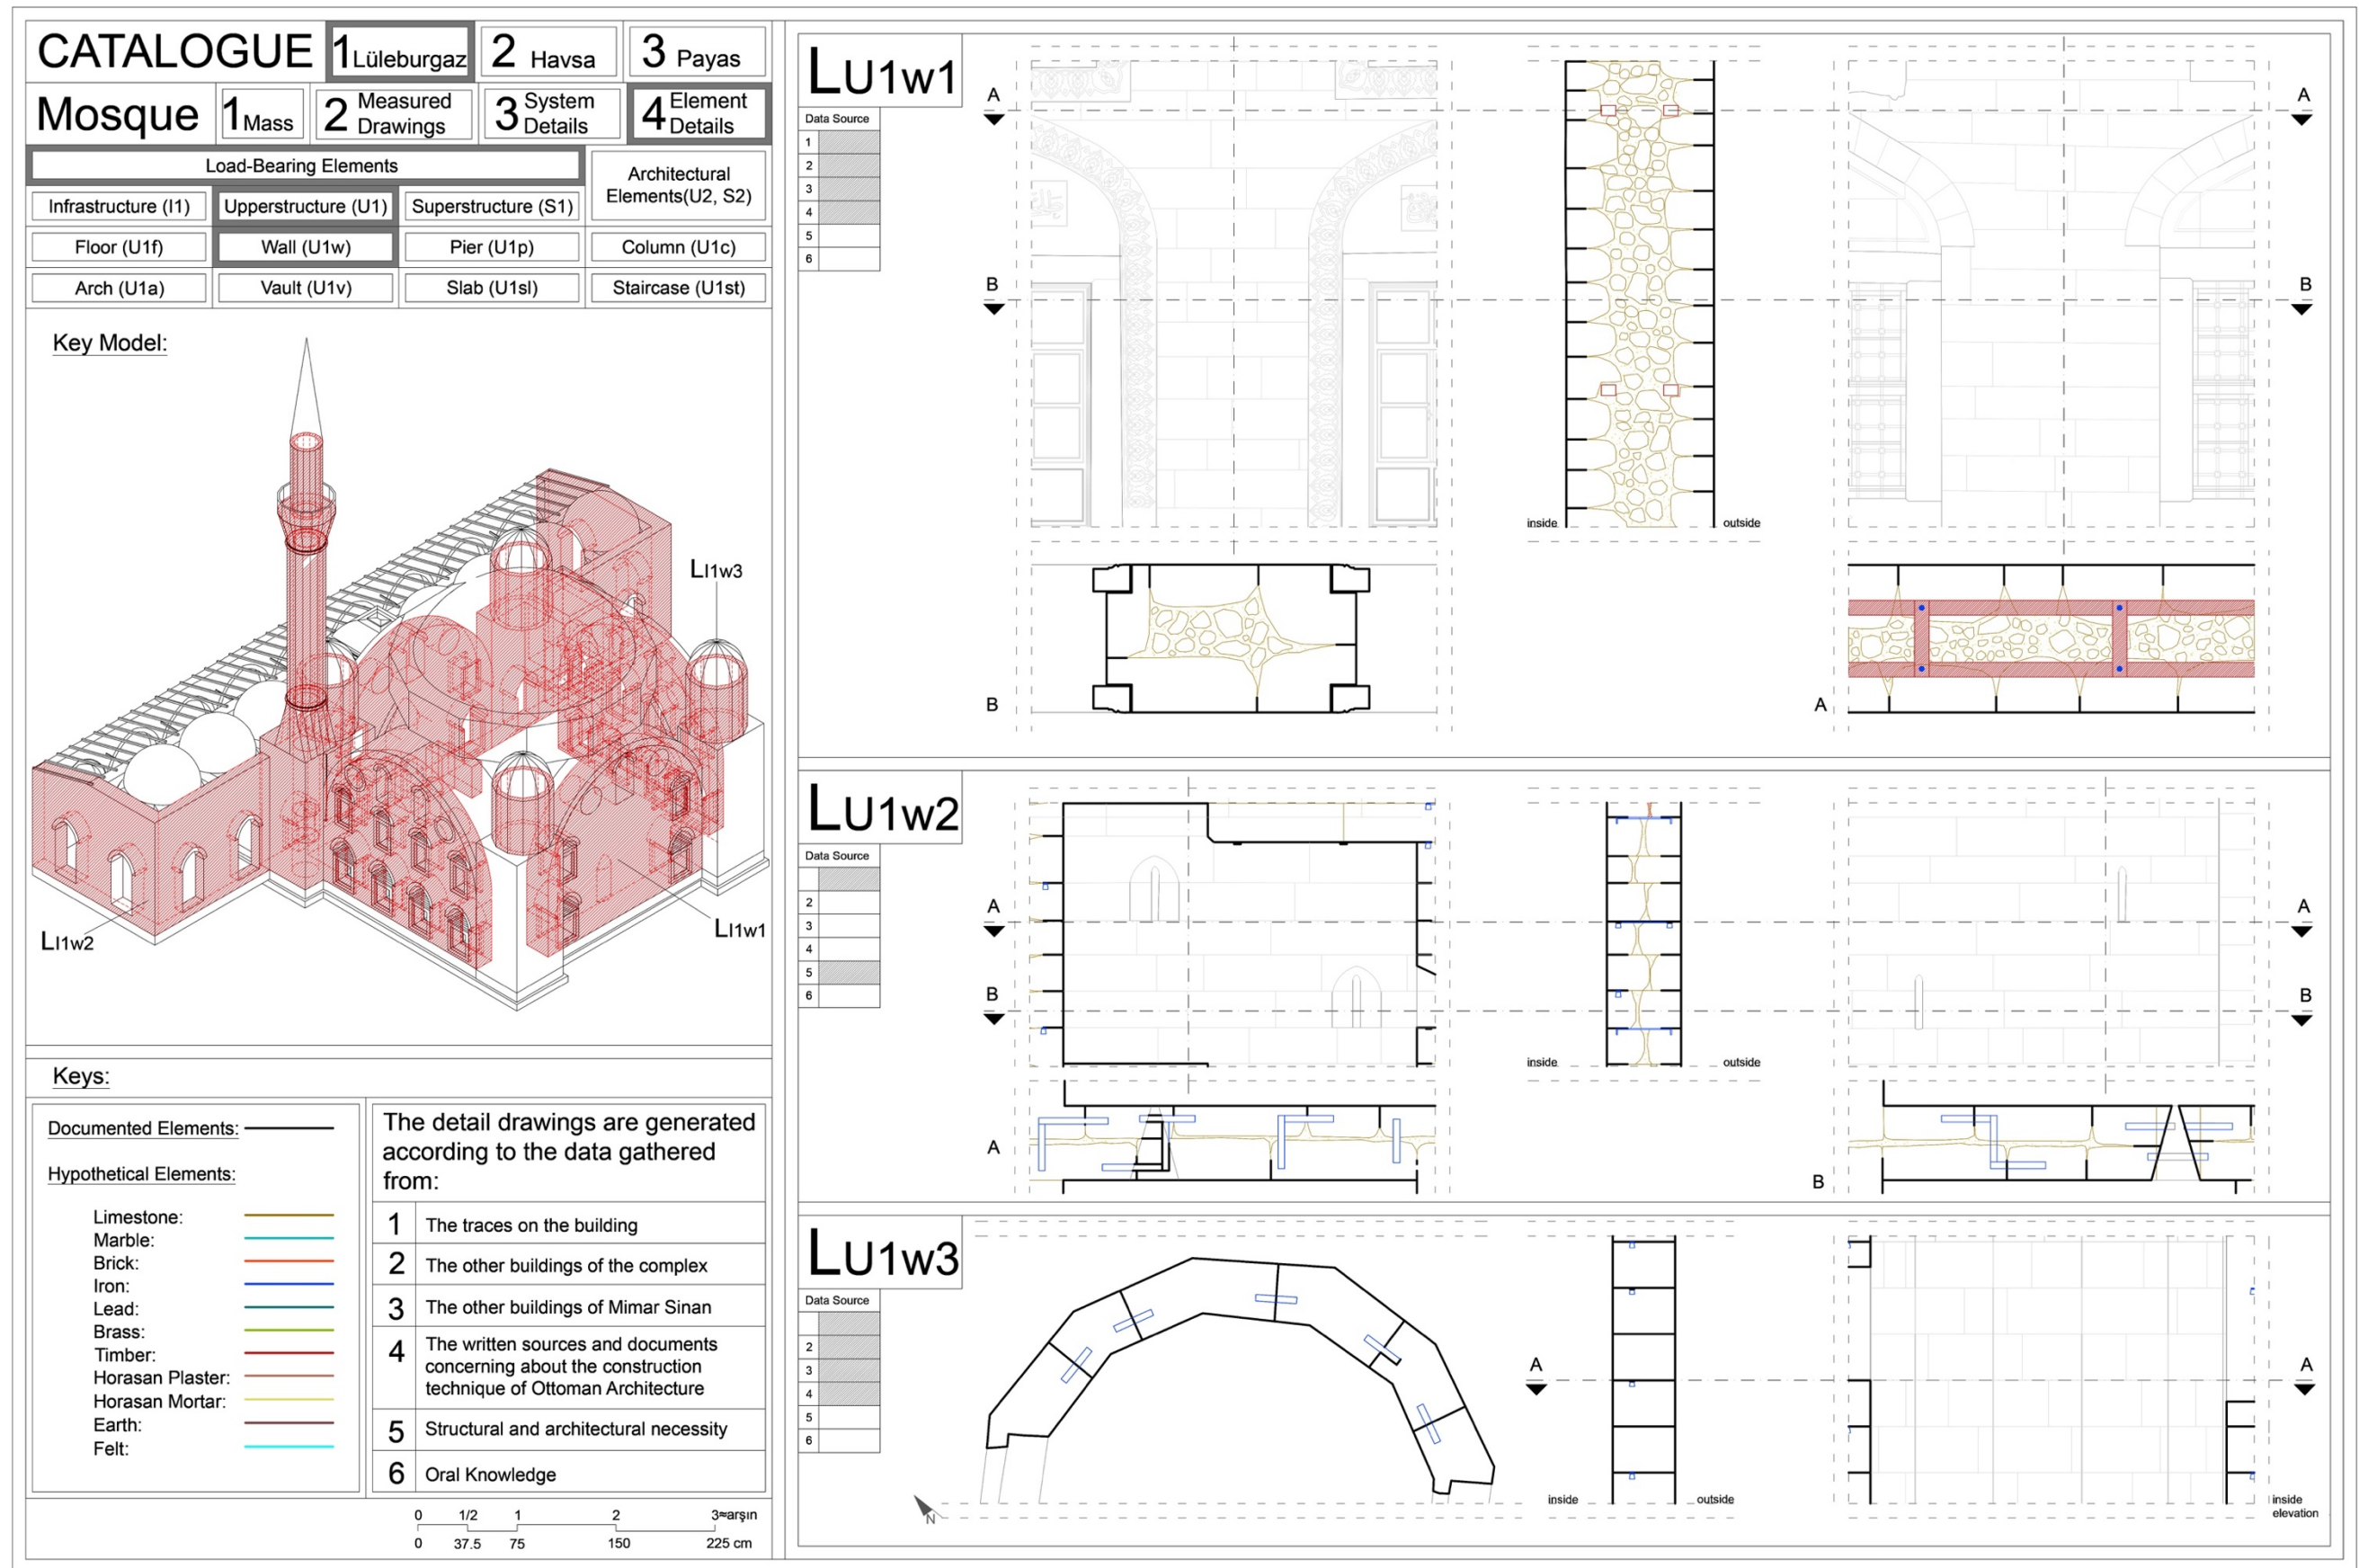 CATALOGUE 1 Lüleburgaz 2 Havsa 3 Payas
Mosque 1 Mass 2 Measured Drawings 3 System Details 4 Element Details
Load-Bearing Elements
Architectural
Elements(U2, S2)
Infrastructure (I1) Upperstructure (U1) Superstructure (S1)
Floor (U1f) Wall (U1w) Pier (U1p) Column (U1c)
Arch (U1a) Vault (U1v) Slab (U1sl) Staircase (U1st)
Key Model:
LI1w3
LI1w2
LI1w1
Keys:
Documented Elements:
Hypothetical Elements:
Limestone:
Marble:
Brick:
Iron:
Lead:
Brass:
Timber:
Horasan Plaster:
Horasan Mortar:
Earth:
Felt:
The detail drawings are generated
according to the data gathered
from:
1 The traces on the building
2 The other buildings of the complex
3 The other buildings of Mimar Sinan
4 The written sources and documents
concerning about the construction
technique of Ottoman Architecture
5 Structural and architectural necessity
6 Oral Knowledge
0 1/2 1 2 3≈arşın
0 37.5 75 150 225 cm
LU1w1
Data Source
1
2
3
4
5
6
A A
B B
inside outside
B A
LU1w2
Data Source
2
3
4
5
6
A A
B B
inside outside
A B
LU1w3
Data Source
2
3
4
5
6
A A
inside outside
inside
elevation
N